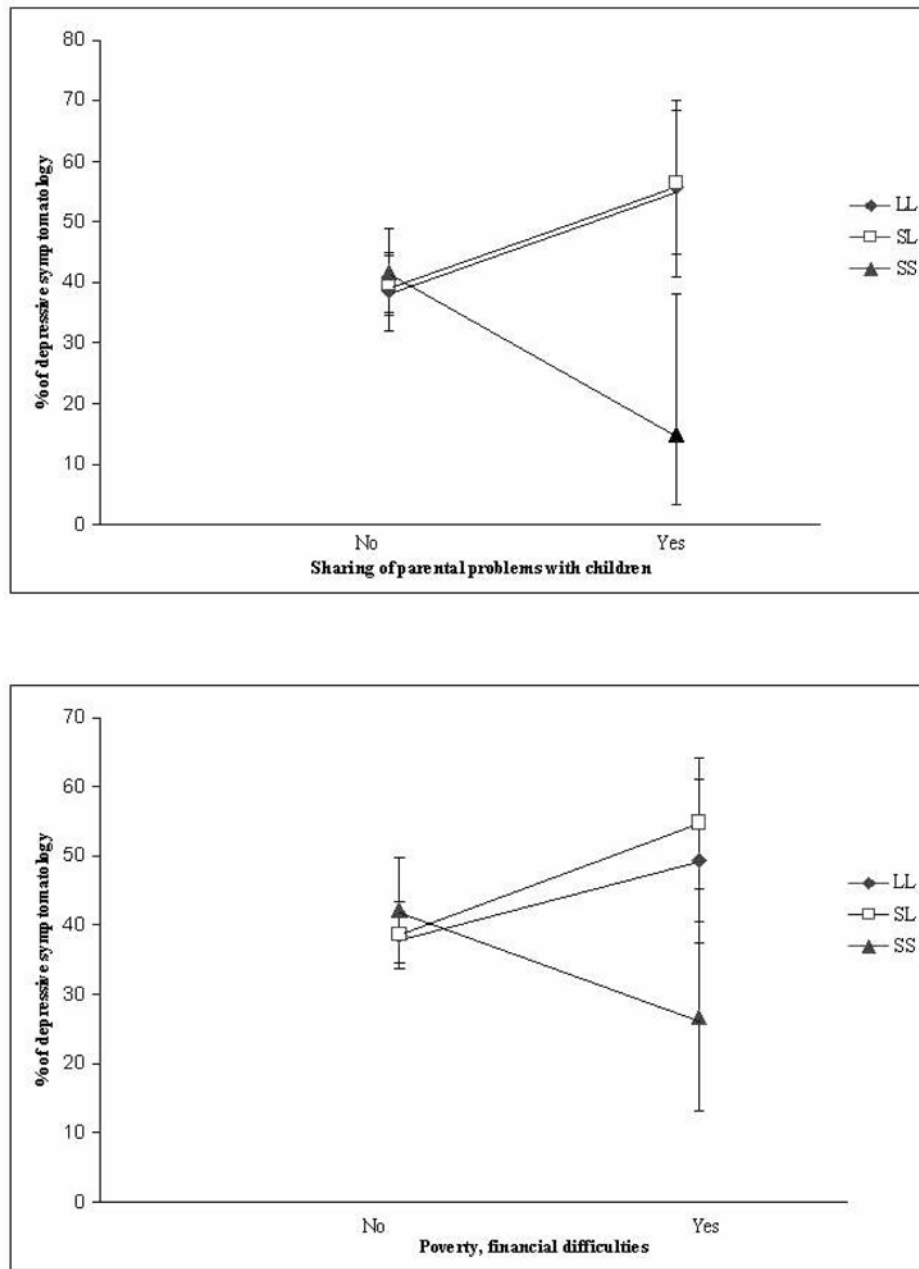 80
70
60
50
40
30
20
10
0
% of depressive symptomatology
No Yes
Sharing of parental problems with children
LL
SL
SS
70
60
50
40
30
20
10
0
% of depressive symptomatology
No Yes
Poverty, financial difficulties
LL
SL
SS